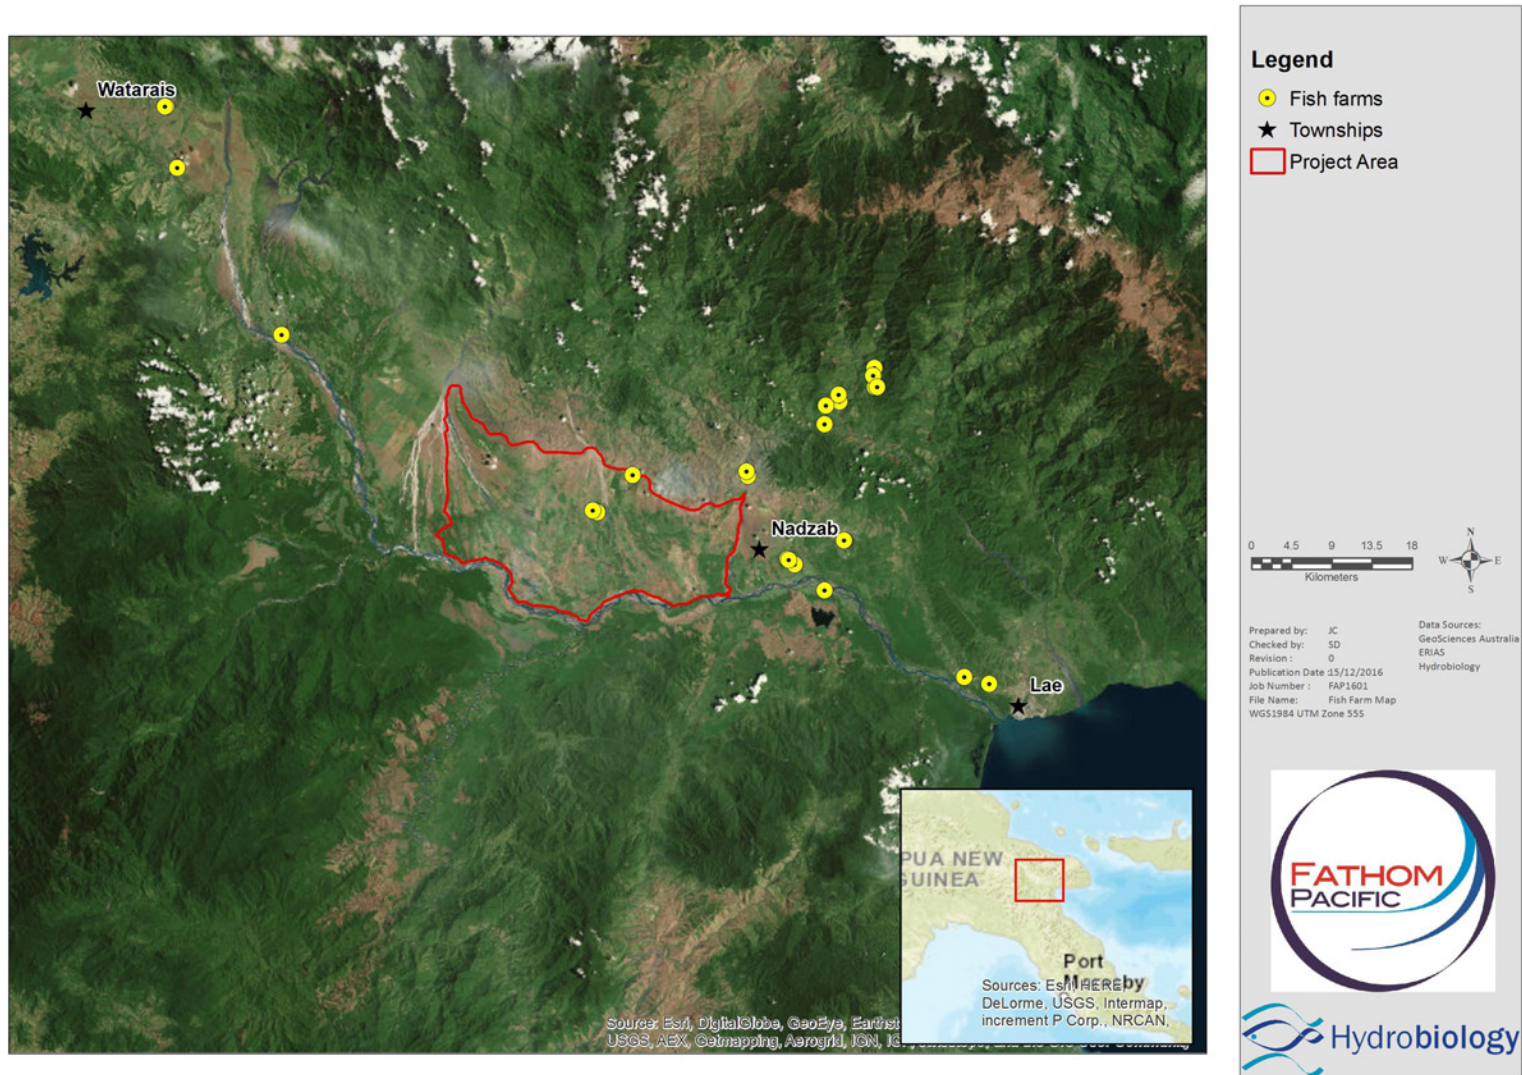 Watarais
Nadzab
Lae
PUA NEW
GUINEA
Port
Moresby
Sources: Esri, HERE,
DeLorme, USGS, Intermap,
increment P Corp., NRCAN,
Source: Esri, DigitalGlobe, GeoEye, Earthst
USGS, AEX, Getmapping, Aerogrid, IGN, IG
Legend
Fish farms
Townships
Project Area
0 4.5 9 13.5 18
Kilometers
N
W E
S
Prepared by: JC
Checked by: SD
Revision : 0
Publication Date :15/12/2016
Job Number : FAP1601
File Name: Fish Farm Map
WGS1984 UTM Zone 55S
Data Sources:
GeoSciences Australia
ERIAS
Hydrobiology
FATHOM
PACIFIC
Hydrobiology